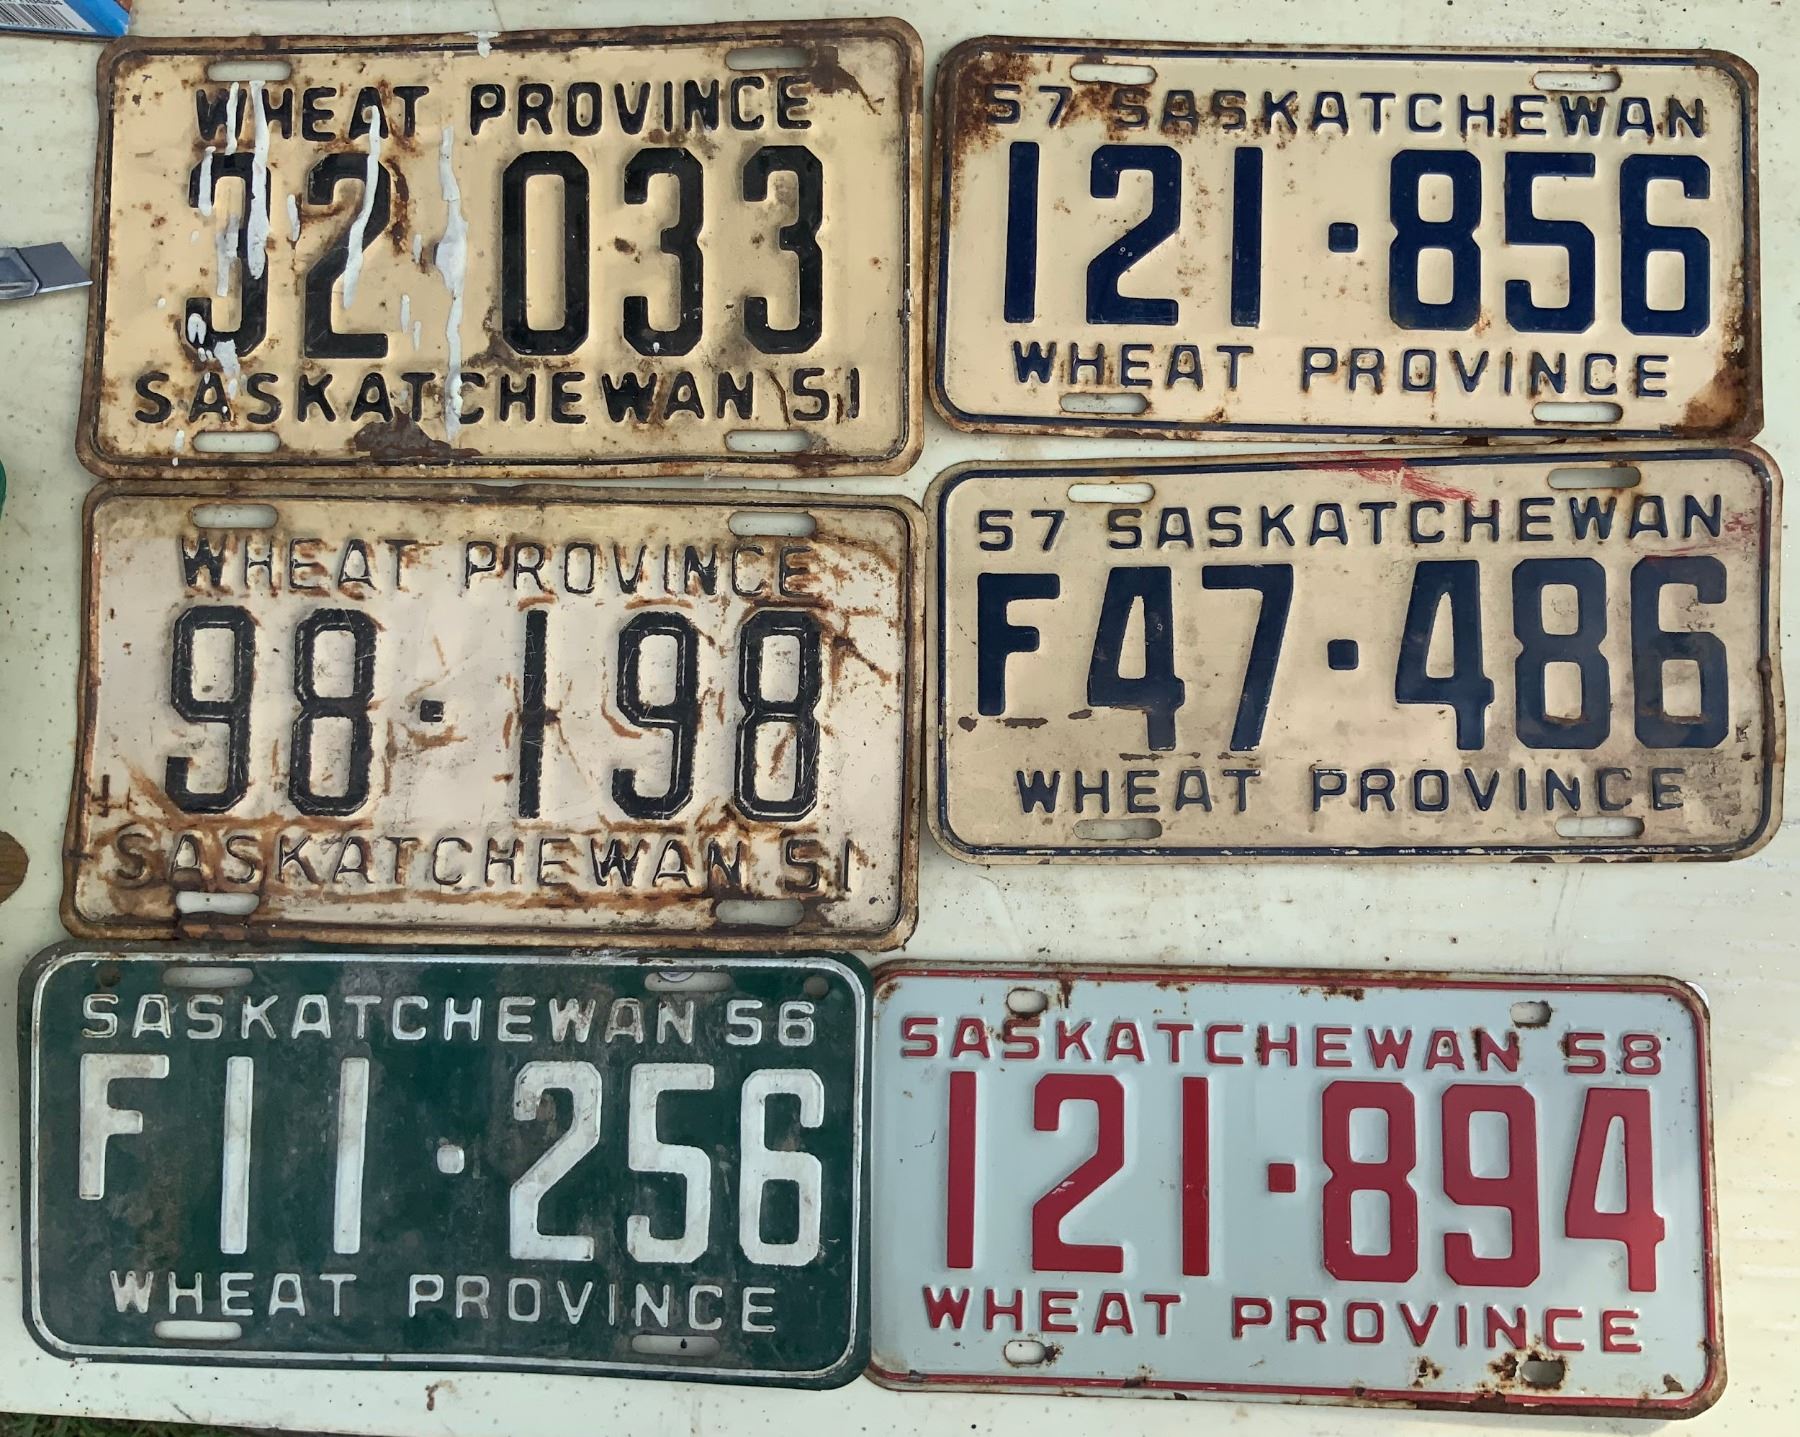 WHEAT PROVINCE
92 033
SASKATCHEWAN 51
57 SASKATCHEWAN
121·856
WHEAT PROVINCE
WHEAT PROVINCE
98·198
SASKATCHEWAN 51
57 SASKATCHEWAN
F47·486
WHEAT PROVINCE
SASKATCHEWAN 56
F11·256
WHEAT PROVINCE
SASKATCHEWAN 58
121·894
WHEAT PROVINCE